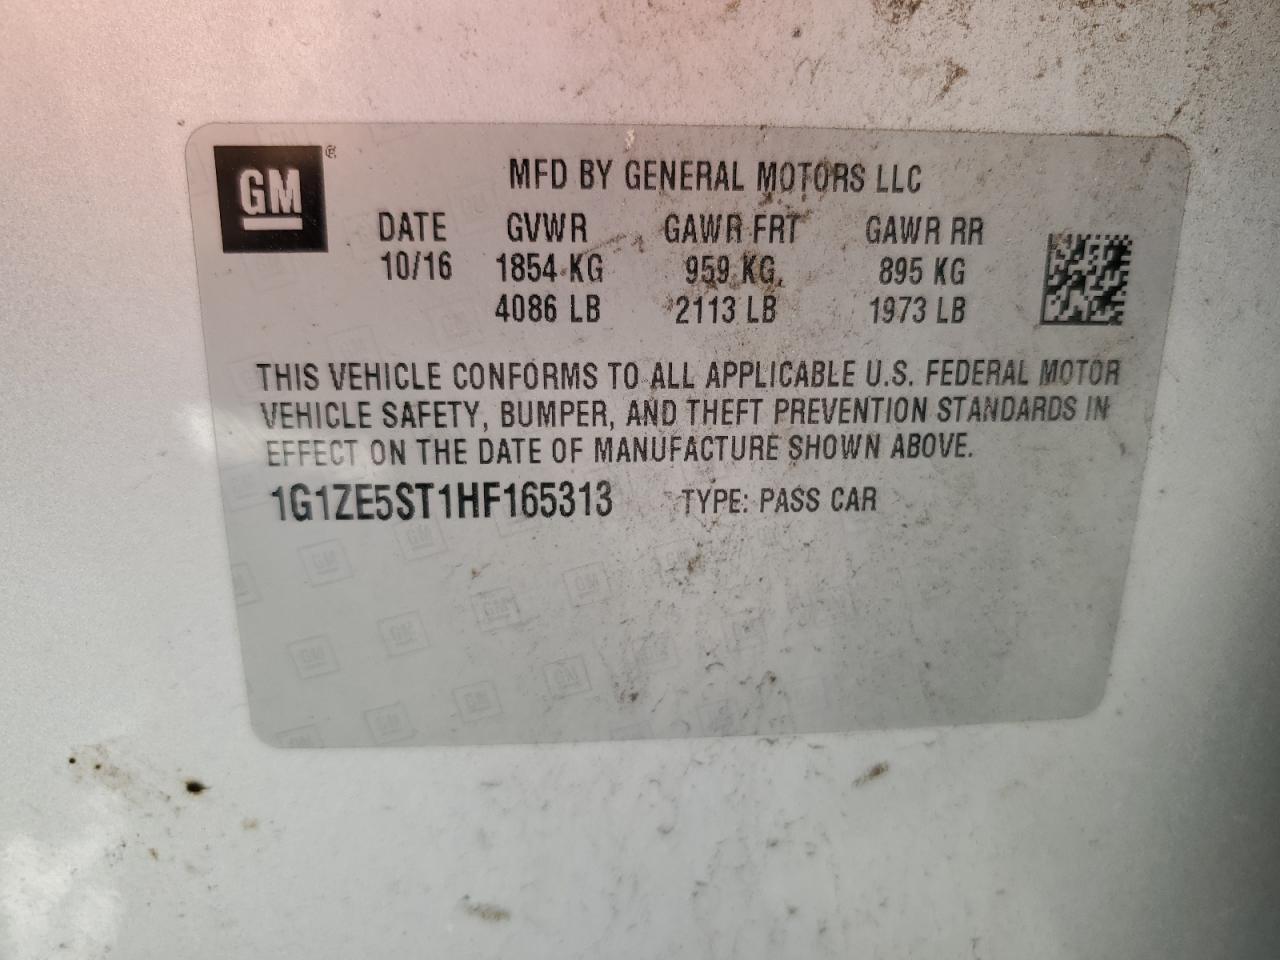 GM
MFD BY GENERAL MOTORS LLC
DATE GVWR GAWR FRT GAWR RR
10/16 1854 KG 959 KG 895 KG
4086 LB 2113 LB 1973 LB
THIS VEHICLE CONFORMS TO ALL APPLICABLE U.S. FEDERAL MOTOR
VEHICLE SAFETY, BUMPER, AND THEFT PREVENTION STANDARDS IN
EFFECT ON THE DATE OF MANUFACTURE SHOWN ABOVE.
1G1ZE5ST1HF165313 TYPE: PASS CAR